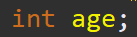 int age;